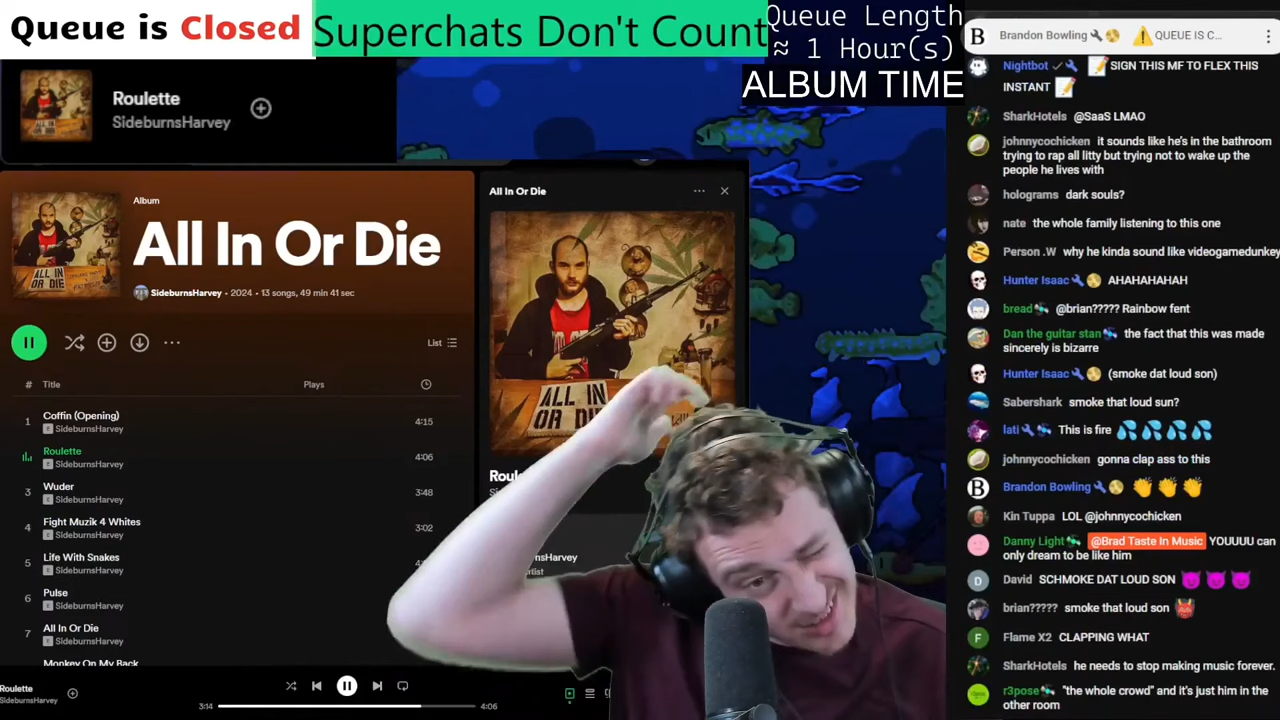 Queue is Closed
Superchats Don't Count
Queue Length
≈ 1 Hour(s)
ALBUM TIME
Roulette
SideburnsHarvey
Album
All In Or Die
SideburnsHarvey • 2024 • 13 songs, 49 min 41 sec
List
# Title Plays
1 Coffin (Opening) 4:15
E SideburnsHarvey
Roulette 4:06
E SideburnsHarvey
3 Wuder 3:48
E SideburnsHarvey
4 Fight Muzik 4 Whites 3:02
E SideburnsHarvey
5 Life With Snakes
E SideburnsHarvey
6 Pulse
E SideburnsHarvey
7 All In Or Die
E SideburnsHarvey
Monkey On My Back
All In Or Die
ALL IN
OR DIE
Roulette
3:14 4:06
Brandon Bowling QUEUE IS C...
Nightbot SIGN THIS MF TO FLEX THIS
INSTANT
SharkHotels @SaaS LMAO
johnnycochicken it sounds like he's in the bathroom
trying to rap all litty but trying not to wake up the
people he lives with
holograms dark souls?
nate the whole family listening to this one
Person .W why he kinda sound like videogamedunkey
Hunter Isaac AHAHAHAHAH
bread @brian????? Rainbow fent
Dan the guitar stan the fact that this was made
sincerely is bizarre
Hunter Isaac (smoke dat loud son)
Sabershark smoke that loud sun?
lati This is fire 💦 💦 💦 💦
johnnycochicken gonna clap ass to this
Brandon Bowling 👏 👏 👏
Kin Tuppa LOL @johnnycochicken
Danny Light @Brad Taste In Music YOUUUU can
only dream to be like him
David SCHMOKE DAT LOUD SON 😈 😈 😈
brian????? smoke that loud son 👹
Flame X2 CLAPPING WHAT
SharkHotels he needs to stop making music forever.
r3pose "the whole crowd" and it's just him in the
other room